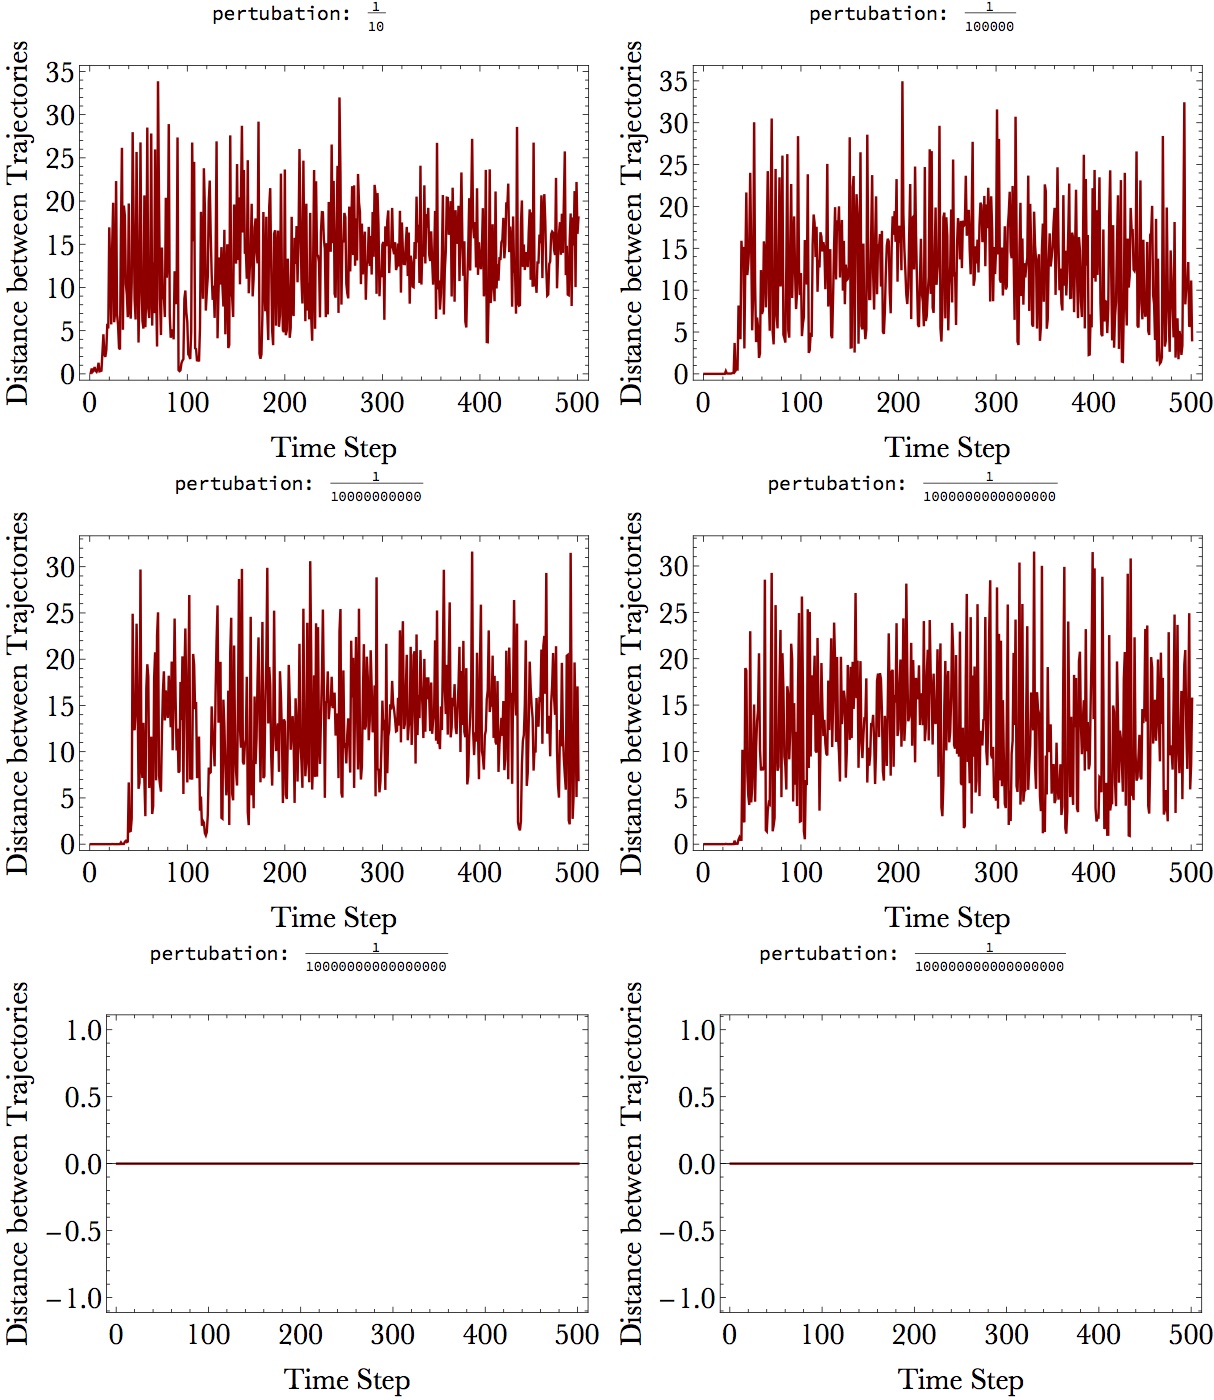 pertubation: 1/10
Distance between Trajectories
35
30
25
20
15
10
5
0
0 100 200 300 400 500
Time Step
pertubation: 1/100000
Distance between Trajectories
35
30
25
20
15
10
5
0
0 100 200 300 400 500
Time Step
pertubation: 1/10000000000
Distance between Trajectories
30
25
20
15
10
5
0
0 100 200 300 400 500
Time Step
pertubation: 1/1000000000000000
Distance between Trajectories
30
25
20
15
10
5
0
0 100 200 300 400 500
Time Step
pertubation: 1/10000000000000000
Distance between Trajectories
1.0
0.5
0.0
−0.5
−1.0
0 100 200 300 400 500
Time Step
pertubation: 1/100000000000000000
Distance between Trajectories
1.0
0.5
0.0
−0.5
−1.0
0 100 200 300 400 500
Time Step